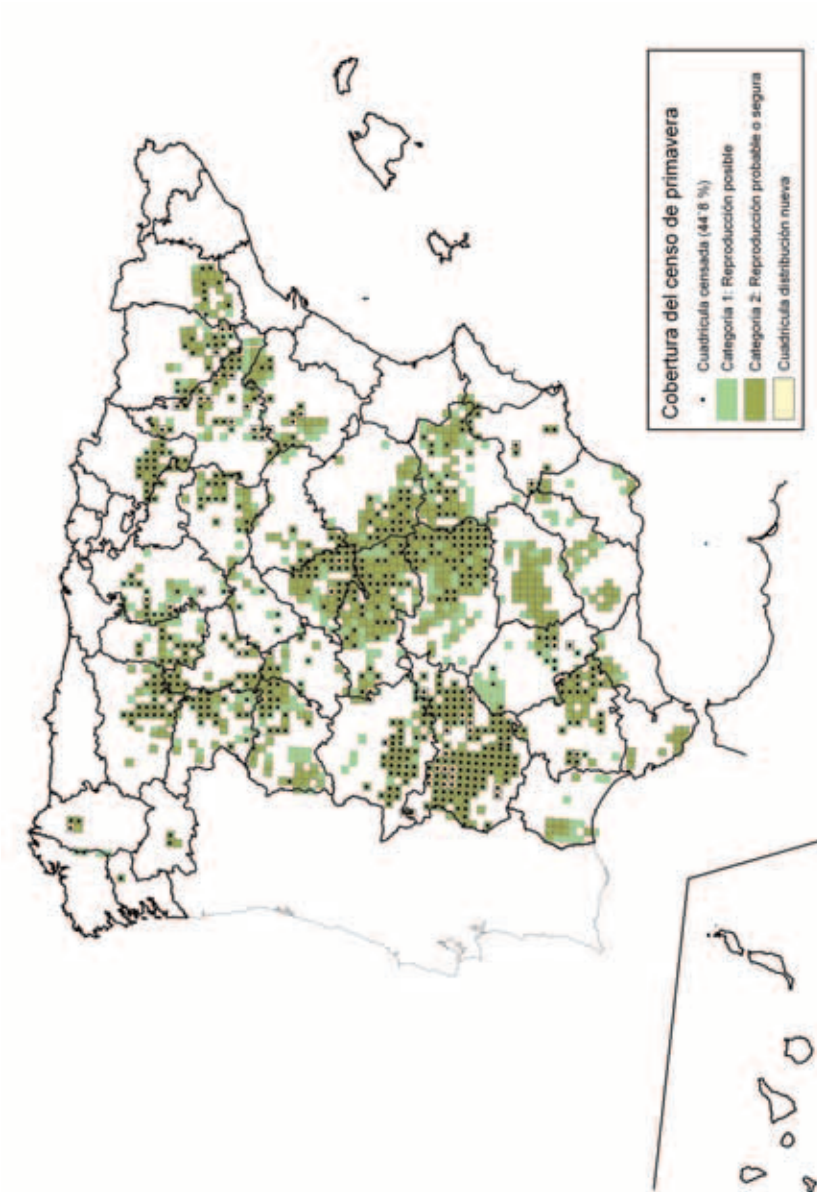 Cobertura del censo de primavera
Cuadrícula censada (44´8 %)
Categoría 1: Reproducción posible
Categoría 2: Reproducción probable o segura
Cuadrícula distribución nueva